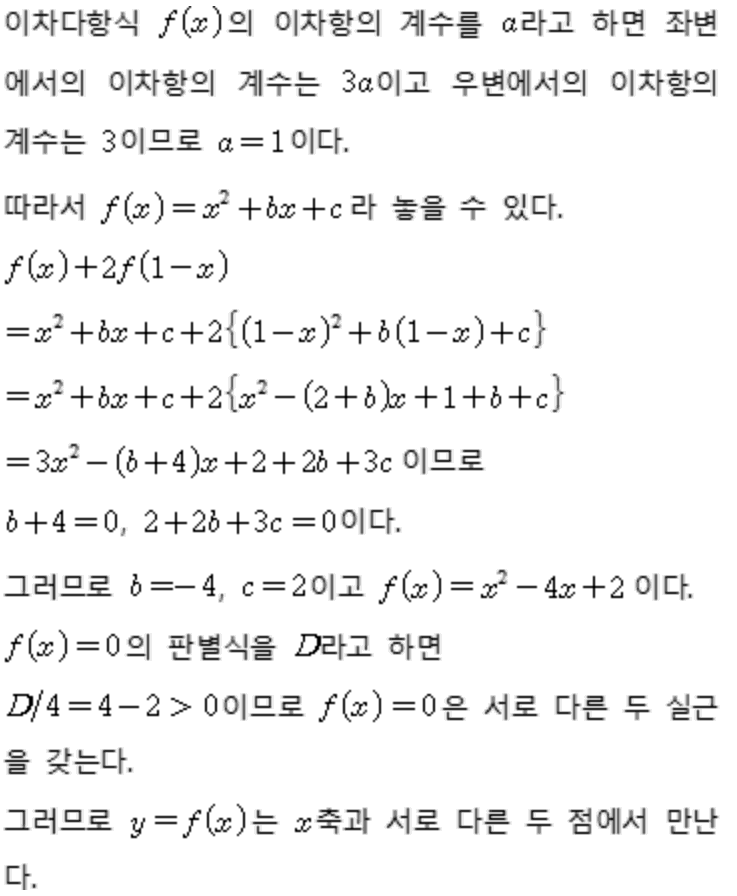 이차다항식 f(x)의 이차항의 계수를 a라고 하면 좌변
에서의 이차항의 계수는 3a이고 우변에서의 이차항의
계수는 3이므로 a=1이다.
따라서 f(x)=x²+bx+c라 놓을 수 있다.
f(x)+2f(1-x)
=x²+bx+c+2{(1-x)²+b(1-x)+c}
=x²+bx+c+2{x²-(2+b)x+1+b+c}
=3x²-(b+4)x+2+2b+3c 이므로
b+4=0, 2+2b+3c=0이다.
그러므로 b=-4, c=2이고 f(x)=x²-4x+2 이다.
f(x)=0의 판별식을 D라고 하면
D/4=4-2>0이므로 f(x)=0은 서로 다른 두 실근
을 갖는다.
그러므로 y=f(x)는 x축과 서로 다른 두 점에서 만난
다.